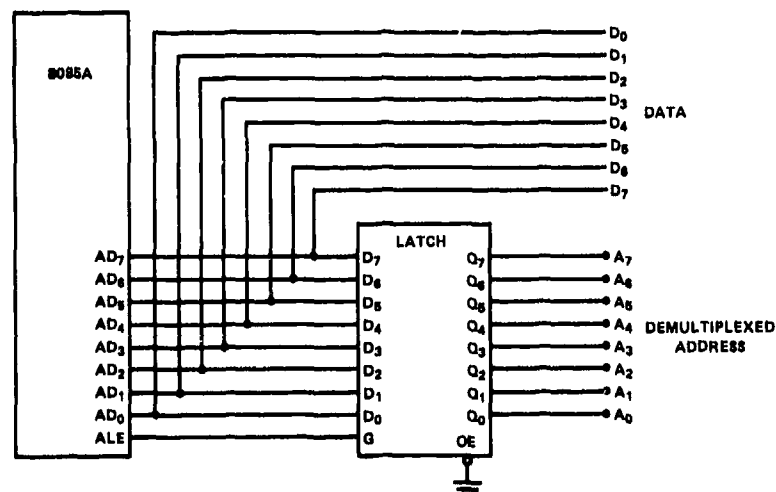 8085A
D0
D1
D2
D3
D4
D5
D6
D7
DATA
LATCH
AD7
AD6
AD5
AD4
AD3
AD2
AD1
AD0
ALE
D7
D6
D5
D4
D3
D2
D1
D0
G
Q7
Q6
Q5
Q4
Q3
Q2
Q1
Q0
OE
A7
A6
A5
A4
A3
A2
A1
A0
DEMULTIPLEXED
ADDRESS